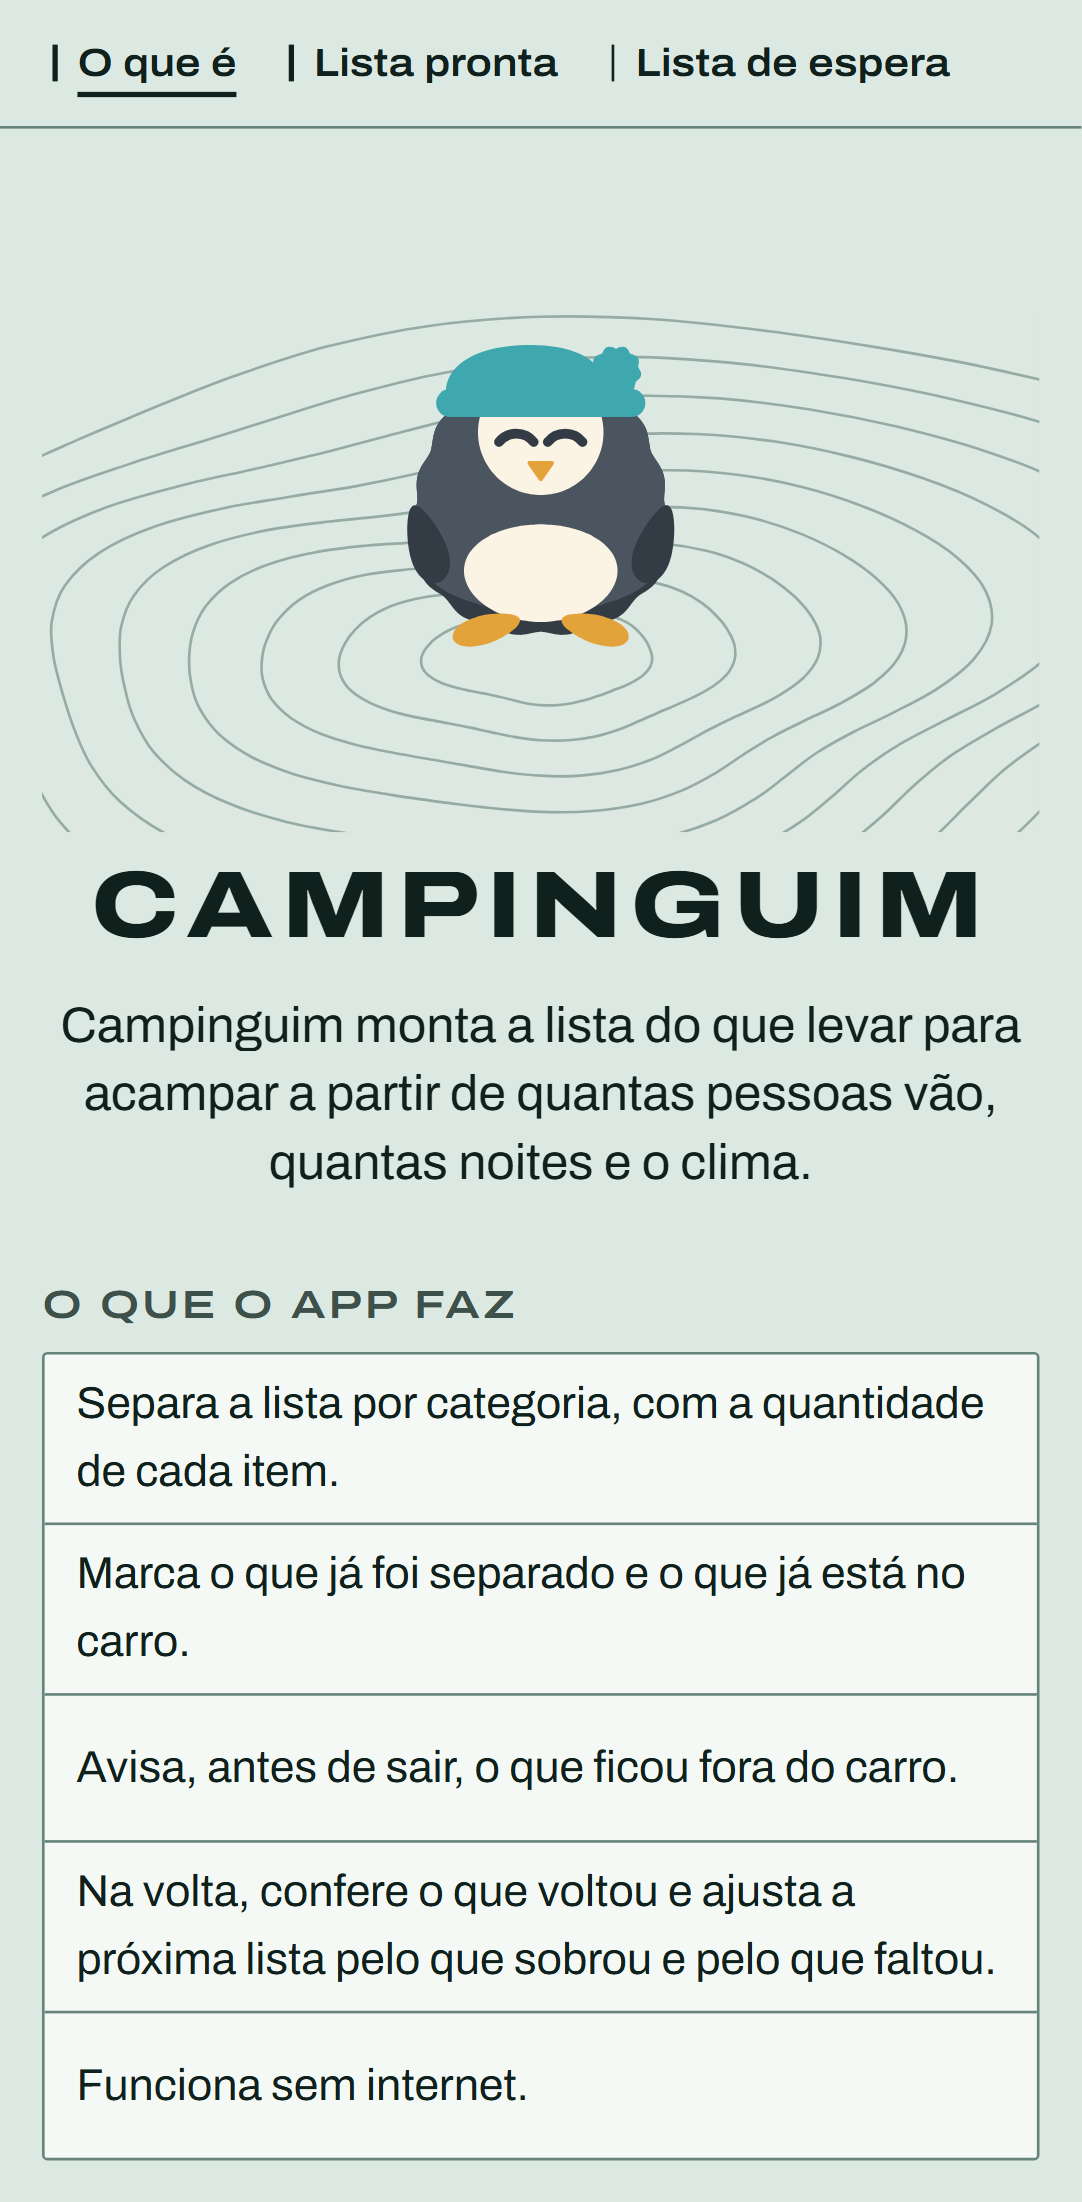 O que é
Lista pronta
Lista de espera
CAMPINGUIM
Campinguim monta a lista do que levar para
acampar a partir de quantas pessoas vão,
quantas noites e o clima.
O QUE O APP FAZ
Separa a lista por categoria, com a quantidade
de cada item.
Marca o que já foi separado e o que já está no
carro.
Avisa, antes de sair, o que ficou fora do carro.
Na volta, confere o que voltou e ajusta a
próxima lista pelo que sobrou e pelo que faltou.
Funciona sem internet.